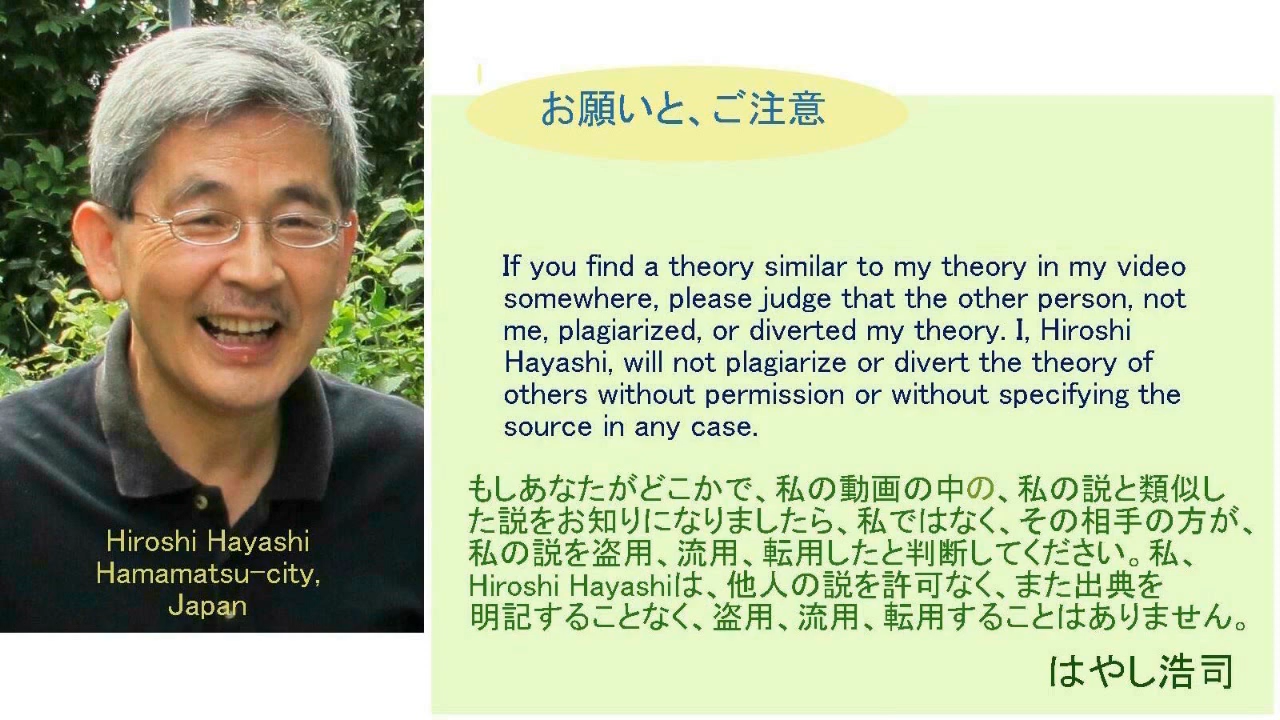 お願いと、ご注意
If you find a theory similar to my theory in my video
somewhere, please judge that the other person, not
me, plagiarized, or diverted my theory. I, Hiroshi
Hayashi, will not plagiarize or divert the theory of
others without permission or without specifying the
source in any case.
もしあなたがどこかで、私の動画の中の、私の説と類似し
た説をお知りになりましたら、私ではなく、その相手の方が、
私の説を盗用、流用、転用したと判断してください。私、
Hiroshi Hayashiは、他人の説を許可なく、また出典を
明記することなく、盗用、流用、転用することはありません。
はやし浩司
Hiroshi Hayashi
Hamamatsu-city,
Japan